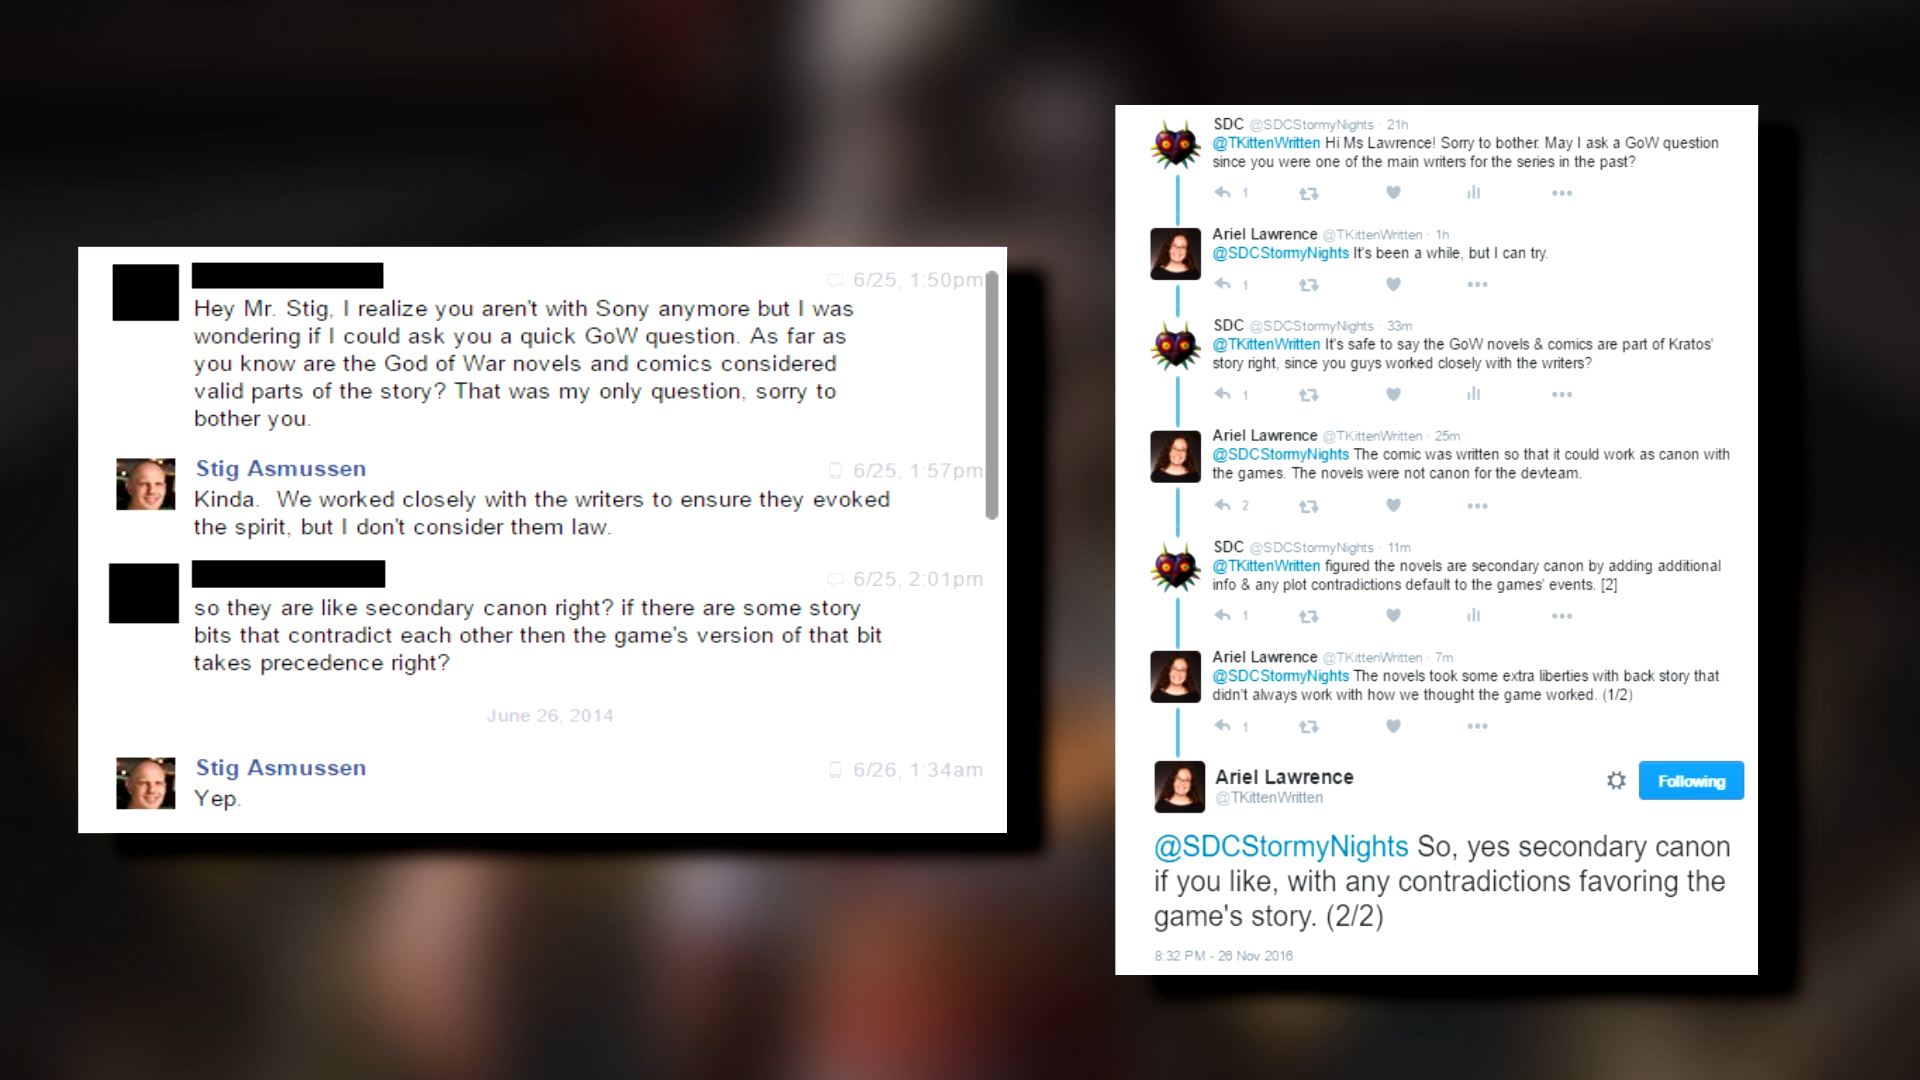 6/25, 1:50pm
Hey Mr. Stig, I realize you aren't with Sony anymore but I was
wondering if I could ask you a quick GoW question. As far as
you know are the God of War novels and comics considered
valid parts of the story? That was my only question, sorry to
bother you.
Stig Asmussen 6/25, 1:57pm
Kinda. We worked closely with the writers to ensure they evoked
the spirit, but I don't consider them law.
6/25, 2:01pm
so they are like secondary canon right? if there are some story
bits that contradict each other then the game's version of that bit
takes precedence right?
June 26, 2014
Stig Asmussen 6/26, 1:34am
Yep.
SDC @SDCStormyNights · 21h
@TKittenWritten Hi Ms Lawrence! Sorry to bother. May I ask a GoW question
since you were one of the main writers for the series in the past?
1
Ariel Lawrence @TKittenWritten · 1h
@SDCStormyNights It's been a while, but I can try.
1
SDC @SDCStormyNights · 33m
@TKittenWritten It's safe to say the GoW novels & comics are part of Kratos'
story right, since you guys worked closely with the writers?
1
Ariel Lawrence @TKittenWritten · 25m
@SDCStormyNights The comic was written so that it could work as canon with
the games. The novels were not canon for the devteam.
2
SDC @SDCStormyNights · 11m
@TKittenWritten figured the novels are secondary canon by adding additional
info & any plot contradictions default to the games' events. [2]
1
Ariel Lawrence @TKittenWritten · 7m
@SDCStormyNights The novels took some extra liberties with back story that
didn't always work with how we thought the game worked. (1/2)
1
Ariel Lawrence
@TKittenWritten
Following
@SDCStormyNights So, yes secondary canon
if you like, with any contradictions favoring the
game's story. (2/2)
8:32 PM - 26 Nov 2016